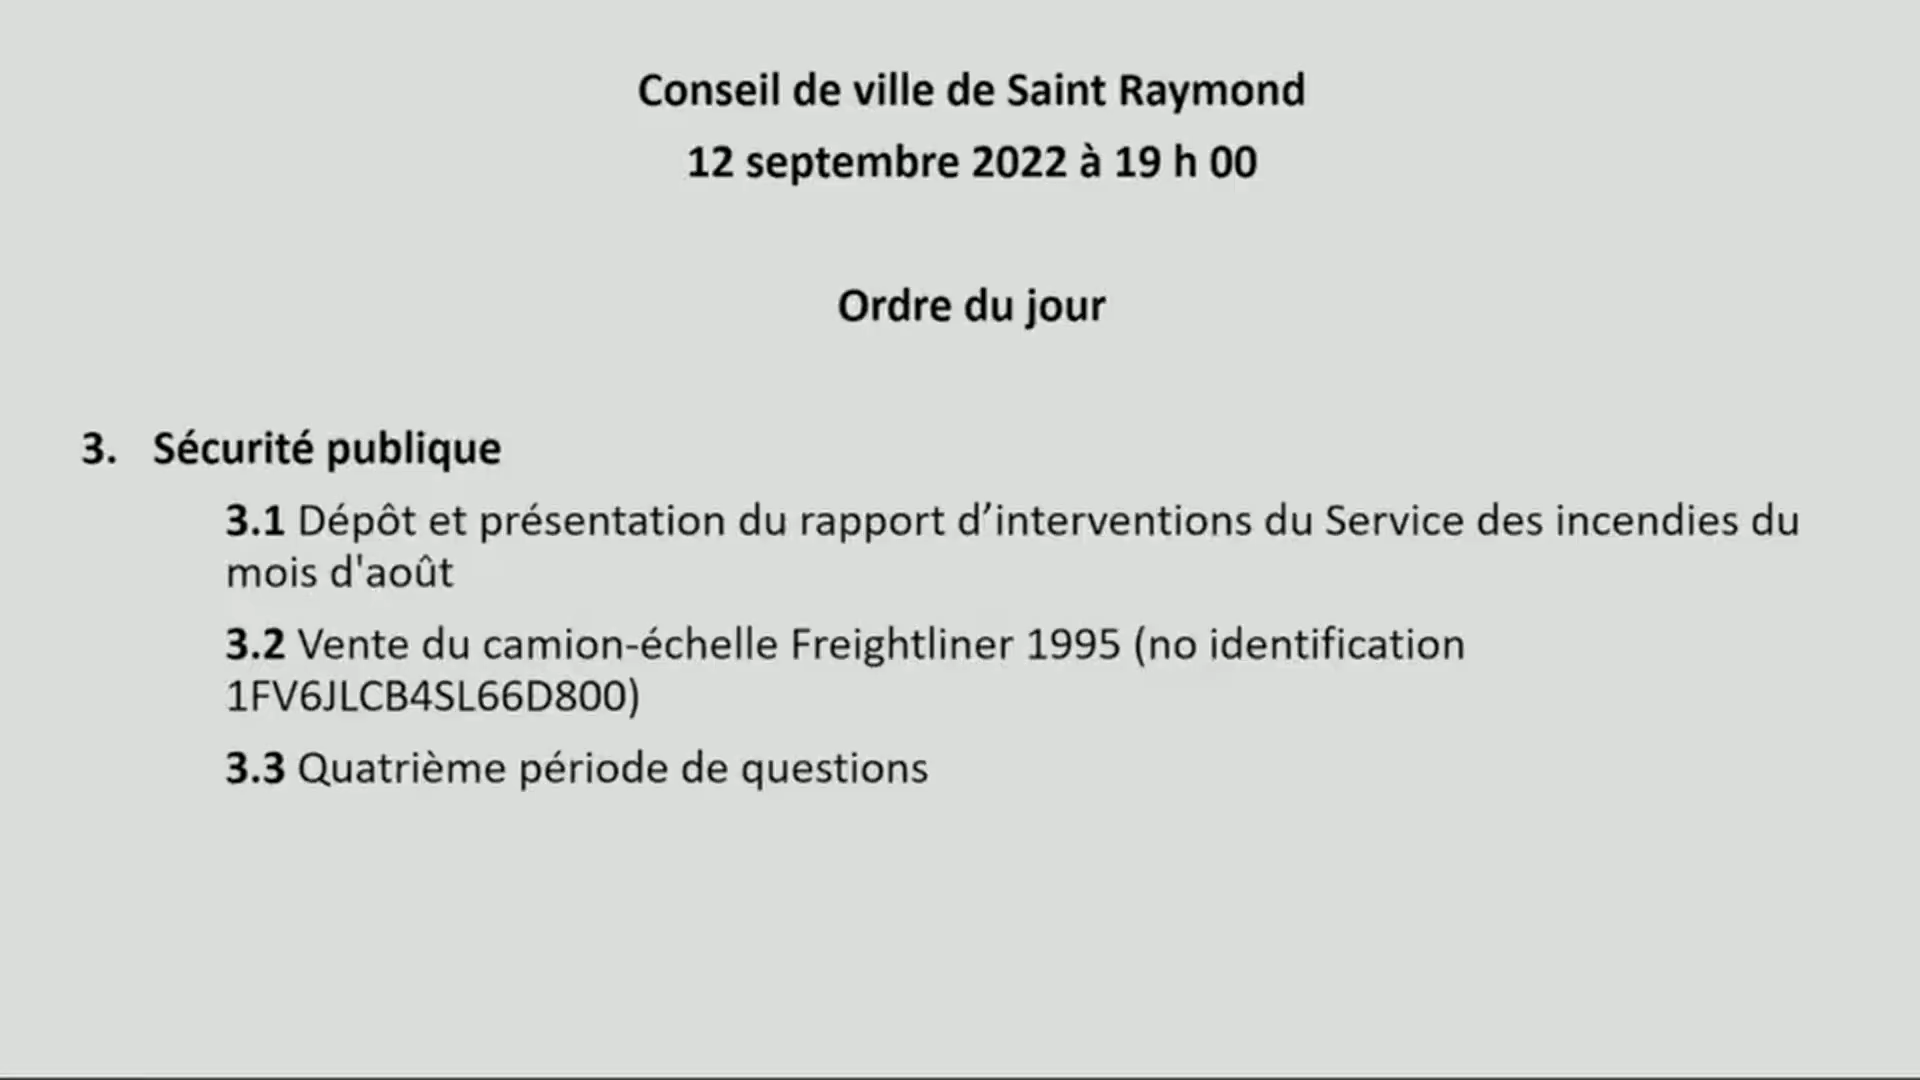 Conseil de ville de Saint Raymond
12 septembre 2022 à 19 h 00
Ordre du jour
3. Sécurité publique
3.1 Dépôt et présentation du rapport d’interventions du Service des incendies du
mois d'août
3.2 Vente du camion-échelle Freightliner 1995 (no identification
1FV6JLCB4SL66D800)
3.3 Quatrième période de questions